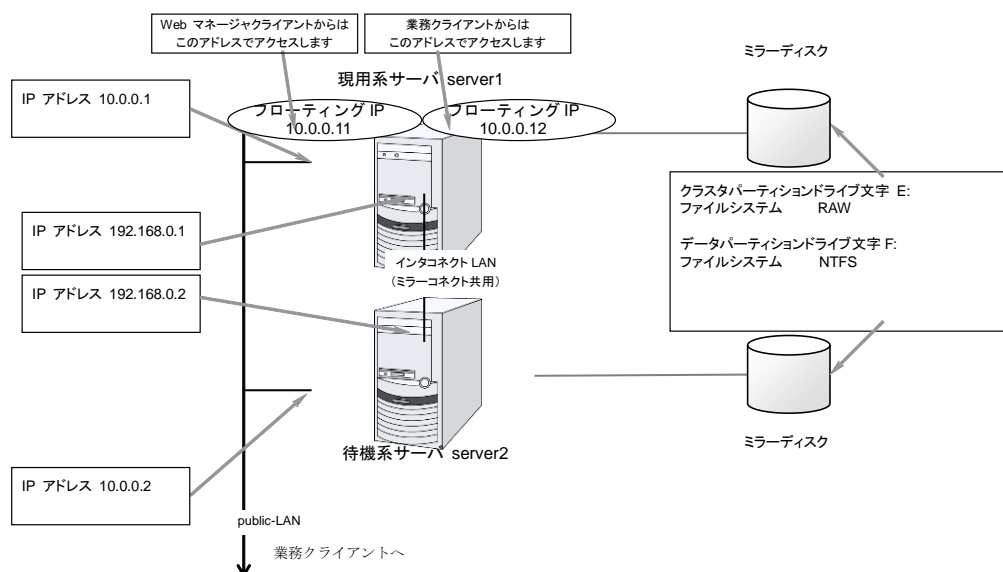 Web マネージャクライアントからは
このアドレスでアクセスします
業務クライアントからは
このアドレスでアクセスします
ミラーディスク
現用系サーバ server1
IP アドレス 10.0.0.1
フローティング IP
10.0.0.11
フローティング IP
10.0.0.12
クラスタパーティションドライブ文字 E:
ファイルシステム RAW
データパーティションドライブ文字 F:
ファイルシステム NTFS
IP アドレス 192.168.0.1
インタコネクト LAN
(ミラーコネクト共用)
IP アドレス 192.168.0.2
ミラーディスク
待機系サーバ server2
IP アドレス 10.0.0.2
public-LAN
業務クライアントへ